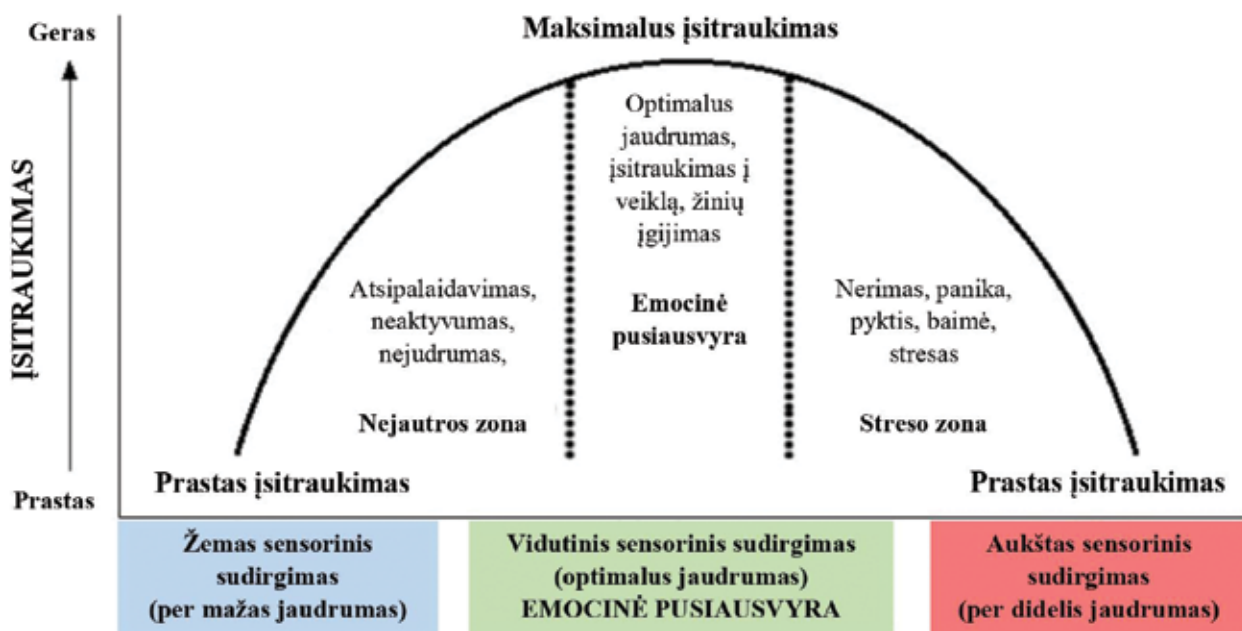 Maksimalus įsitraukimas
Geras
ĮSITRAUKIMAS
Prastas
Atsipalaidavimas,
neaktyvumas,
nejudrumas,
Nejautros zona
Optimalus
jaudrumas,
įsitraukimas į
veiklą, žinių
įgijimas
Emocinė
pusiausvyra
Nerimas, panika,
pyktis, baimė,
stresas
Streso zona
Prastas įsitraukimas
Prastas įsitraukimas
Žemas sensorinis
sudirgimas
(per mažas jaudrumas)
Vidutinis sensorinis sudirgimas
(optimalus jaudrumas)
EMOCINĖ PUSIAUSVYRA
Aukštas sensorinis
sudirgimas
(per didelis jaudrumas)